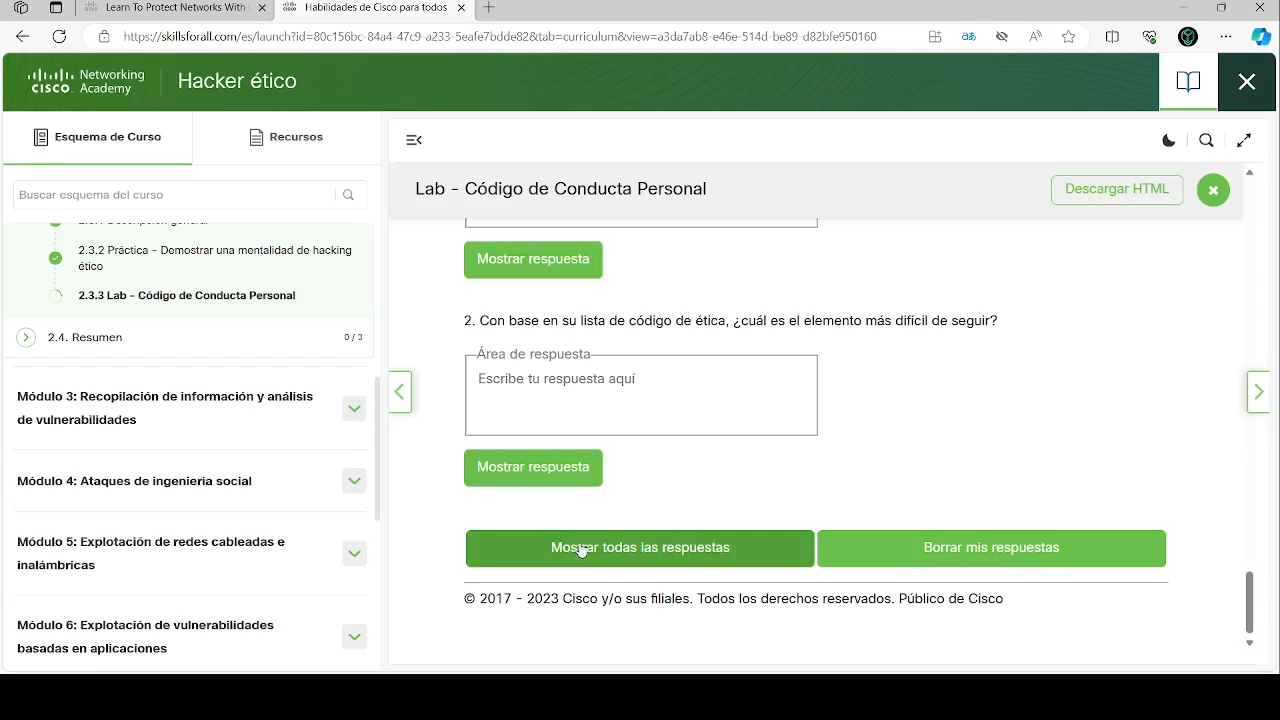 Learn To Protect Networks With
Habilidades de Cisco para todos
https://skillsforall.com/es/launch?id=80c156bc-84a4-47c9-a233-5eafe7bdde82&tab=curriculum&view=a3da7ab8-e46e-514d-be89-d82bfe950160
Networking
CISCO Academy
Hacker ético
Esquema de Curso
Recursos
Buscar esquema del curso
2.3.2 Práctica - Demostrar una mentalidad de hacking
ético
2.3.3 Lab - Código de Conducta Personal
2.4. Resumen
0 / 3
Módulo 3: Recopilación de información y análisis
de vulnerabilidades
Módulo 4: Ataques de ingeniería social
Módulo 5: Explotación de redes cableadas e
inalámbricas
Módulo 6: Explotación de vulnerabilidades
basadas en aplicaciones
Lab - Código de Conducta Personal
Descargar HTML
Mostrar respuesta
2. Con base en su lista de código de ética, ¿cuál es el elemento más difícil de seguir?
Área de respuesta
Escribe tu respuesta aquí
Mostrar respuesta
Mostrar todas las respuestas
Borrar mis respuestas
© 2017 - 2023 Cisco y/o sus filiales. Todos los derechos reservados. Público de Cisco